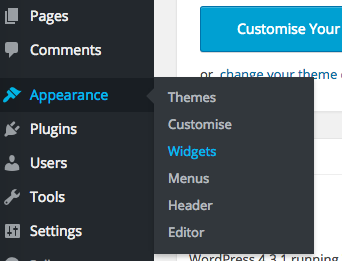 Pages
Comments
Appearance
Plugins
Users
Tools
Settings
Themes
Customise
Widgets
Menus
Header
Editor
Customise Your
or, change your theme
WordPress 4.3.1 running